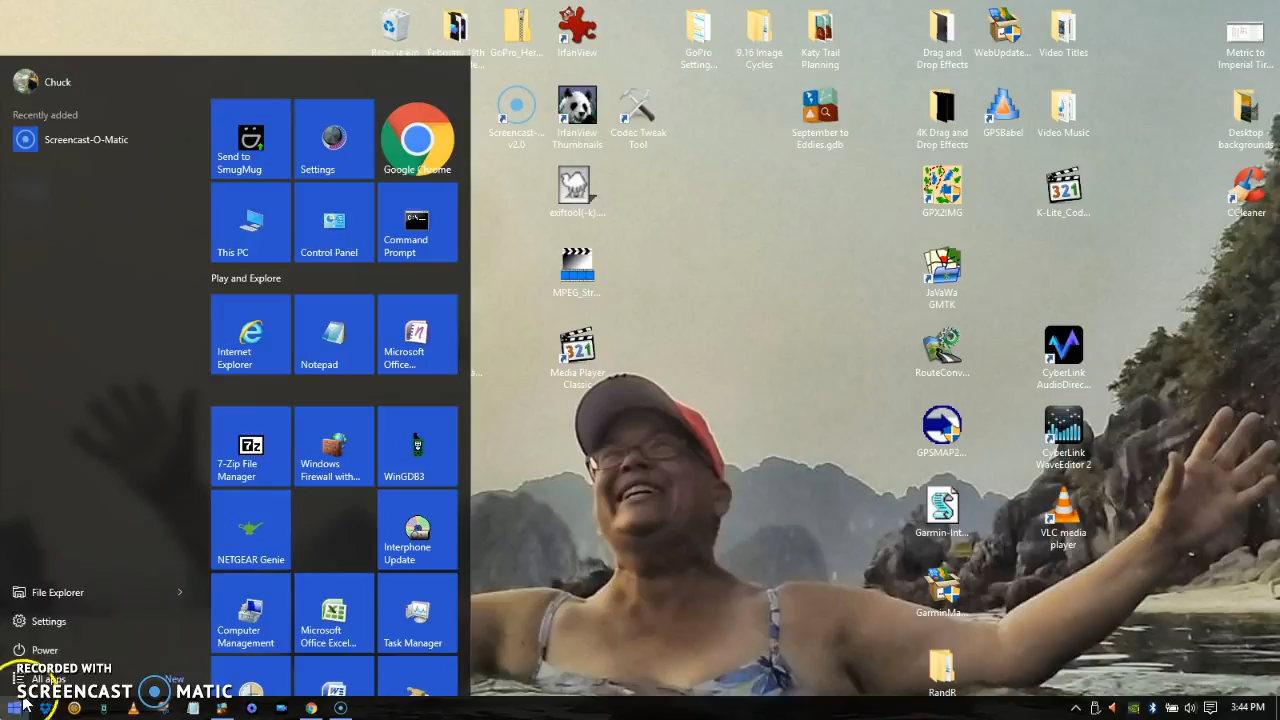 Chuck
Recently added
Screencast-O-Matic
Send to
SmugMug
Settings
Google Chrome
This PC
Control Panel
Command
Prompt
Play and Explore
Internet
Explorer
Notepad
Microsoft
Office...
7-Zip File
Manager
Windows
Firewall with...
WinGDB3
NETGEAR Genie
Interphone
Update
Computer
Management
Microsoft
Office Excel...
Task Manager
File Explorer
Settings
Power
All apps
New
RECORDED WITH
SCREENCAST MATIC
GoPro_Her...
IrfanView
GoPro
Setting...
9.16 Image
Cycles
Katy Trail
Planning
Drag and
Drop Effects
WebUpdate...
Video Titles
Metric to
Imperial Tir...
Screencast-...
v2.0
IrfanView
Thumbnails
Codec Tweak
Tool
September to
Eddies.gdb
4K Drag and
Drop Effects
GPSBabel
Video Music
Desktop
backgrounds
exiftool(-k)....
GPX2IMG
K-Lite_Cod...
CCleaner
MPEG_Str...
JaVaWa
GMTK
Media Player
Classic
RouteConv...
CyberLink
AudioDirec...
GPSMAP2...
CyberLink
WaveEditor 2
Garmin-Int...
VLC media
player
GarminMa...
RandR
3:44 PM